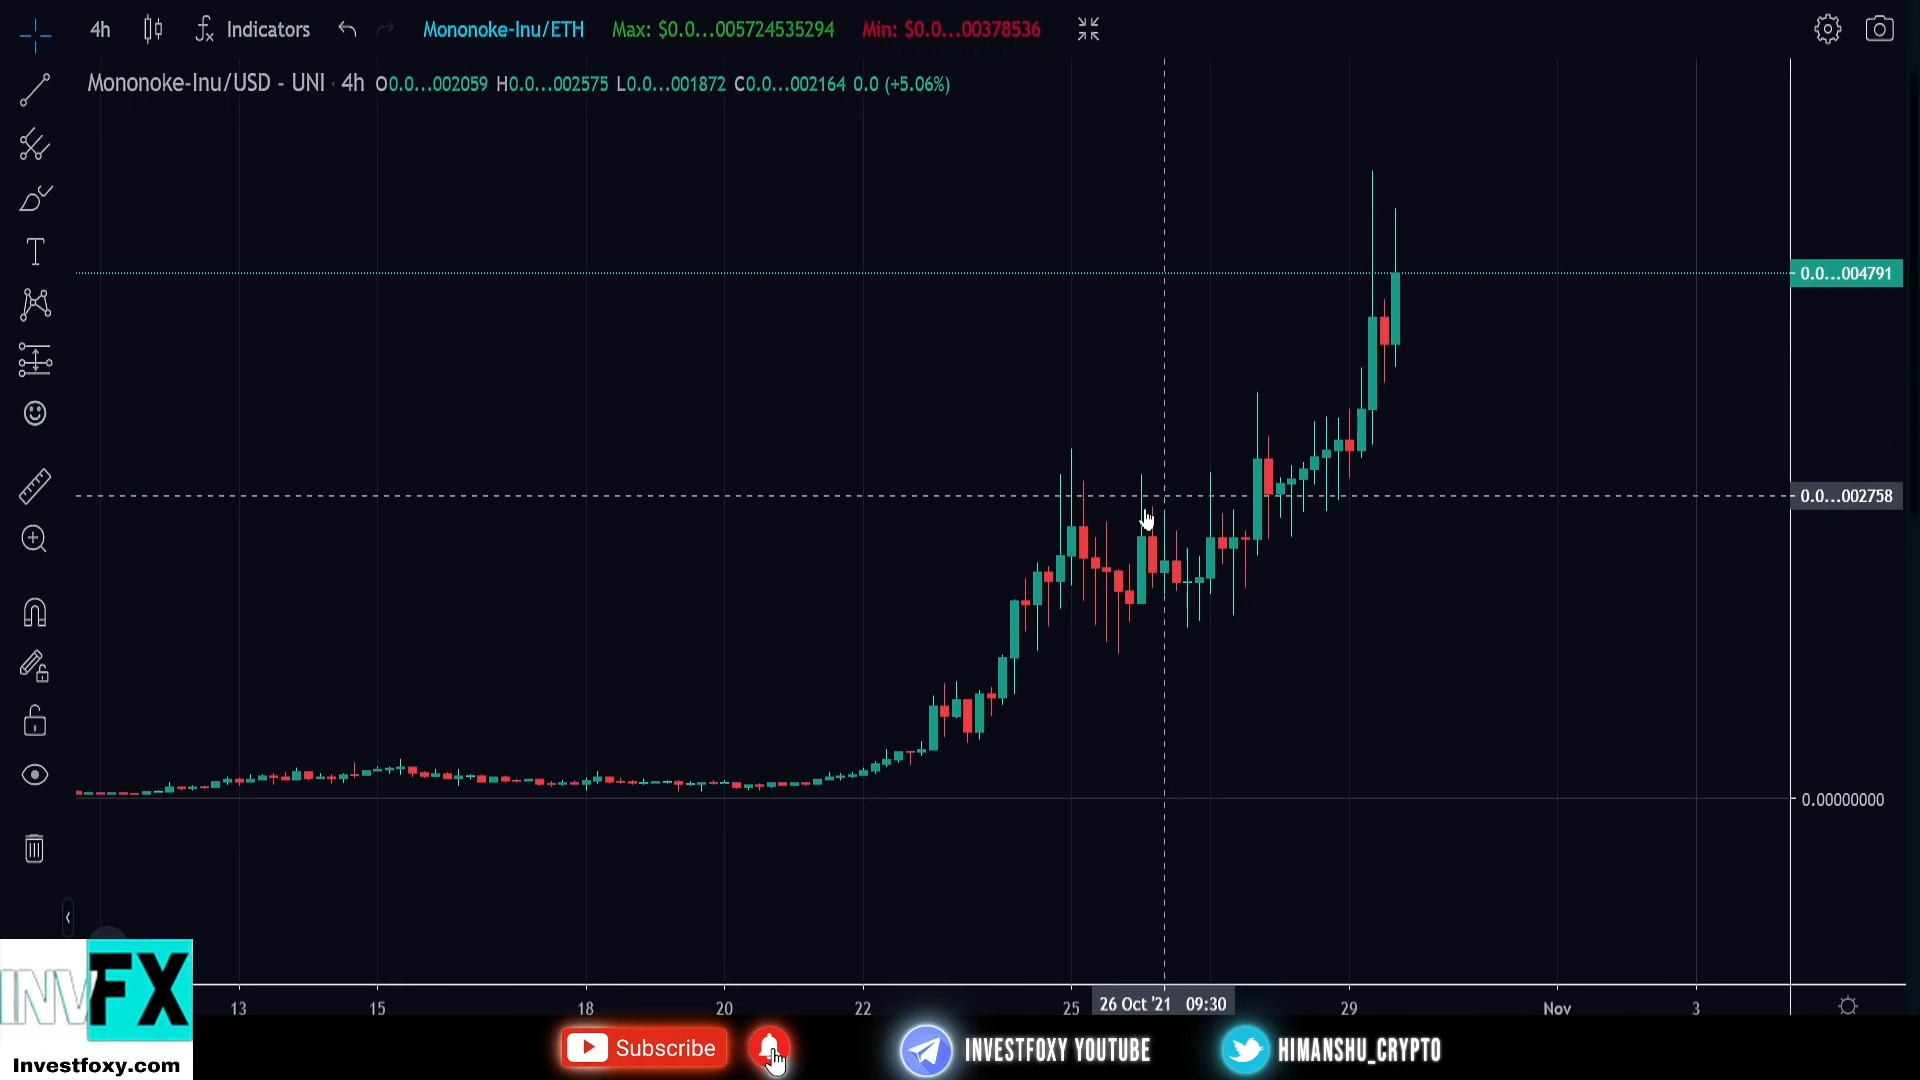 4h Indicators Mononoke-Inu/ETH Max: $0.0...005724535294 Min: $0.0...00378536
Mononoke-Inu/USD - UNI · 4h O0.0...002059 H0.0...002575 L0.0...001872 C0.0...002164 0.0 (+5.06%)
0.0...004791
0.0...002758
0.00000000
13 15 18 20 22 25 26 Oct '21 09:30 29 Nov 3
INVFX
Investfoxy.com
Subscribe
INVESTFOXY YOUTUBE
HIMANSHU_CRYPTO